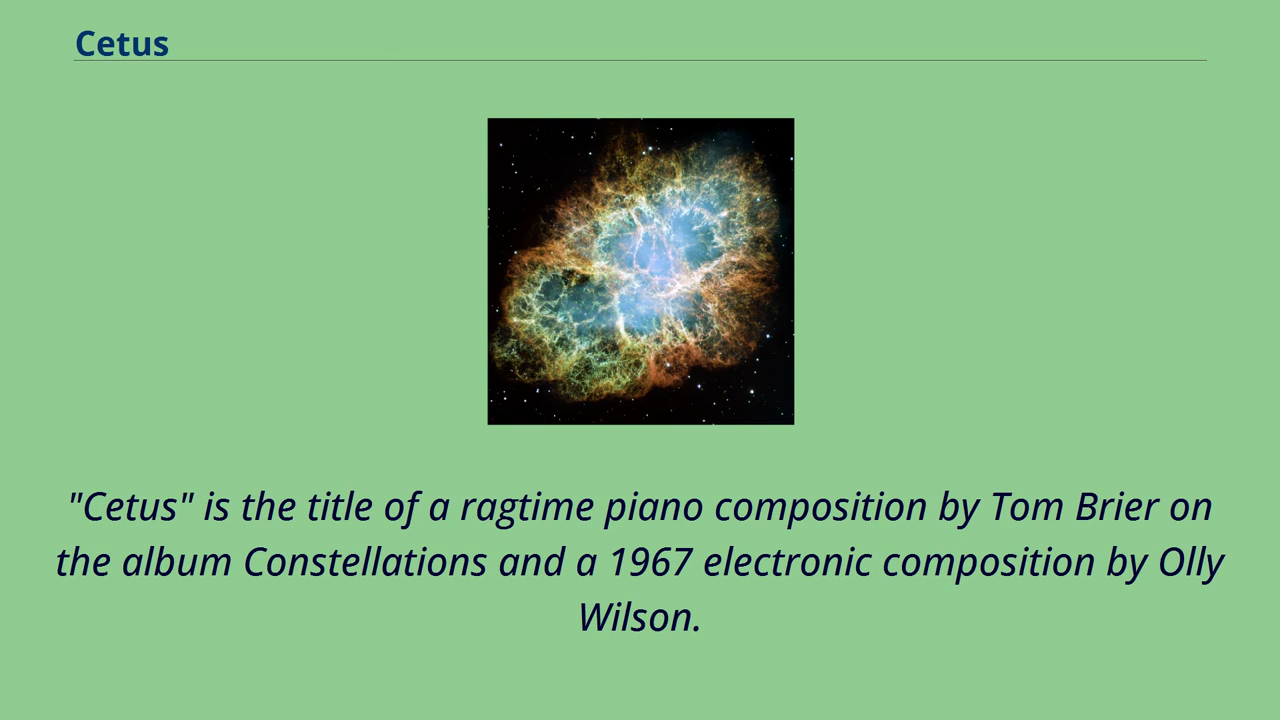 Cetus
"Cetus" is the title of a ragtime piano composition by Tom Brier on
the album Constellations and a 1967 electronic composition by Olly
Wilson.